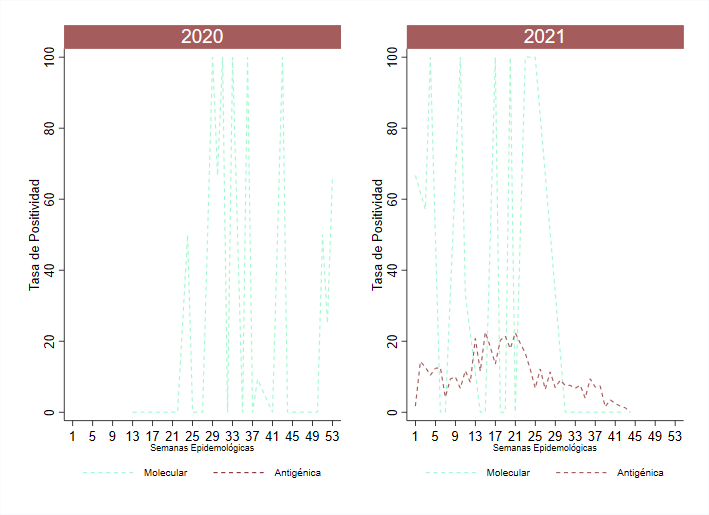 2020
Tasa de Positividad
0 20 40 60 80 100
1 5 9 13 17 21 25 29 33 37 41 45 49 53
Semanas Epidemológicas
Molecular Antigénica
2021
Tasa de Positividad
0 20 40 60 80 100
1 5 9 13 17 21 25 29 33 37 41 45 49 53
Semanas Epidemológicas
Molecular Antigénica